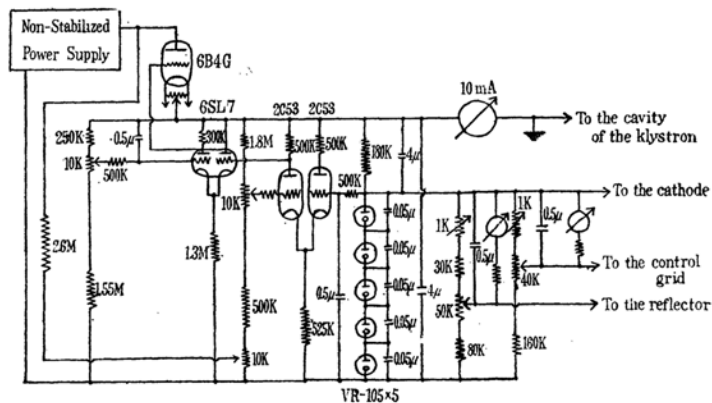 Non-Stabilized
Power Supply
6B4G
6SL7
2C53 2C53
10mA
To the cavity
of the klystron
250K
0.5μ
300K
1.8M
500K
500K
180K
4μ
10K
500K
10K
500K
To the cathode
0.05μ
1K
1K
0.5μ
2.6M
1.3M
0.05μ
30K
0.5μ
40K
To the control
grid
1.55M
500K
0.5μ
0.05μ
4μ
50K
To the reflector
525K
0.05μ
10K
0.05μ
80K
160K
VR-105×5